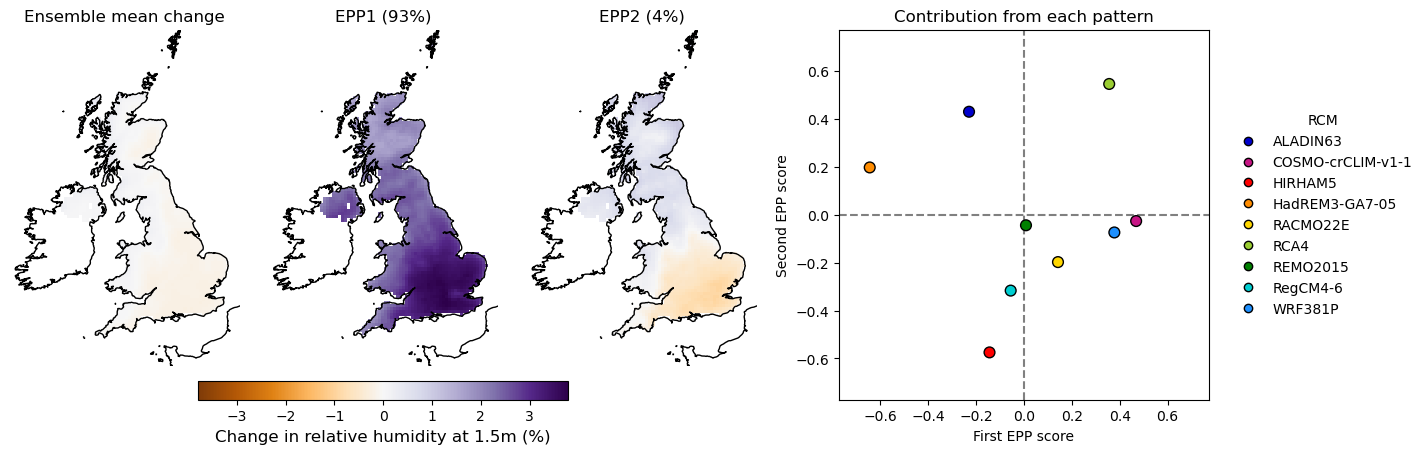 Ensemble mean change
EPP1 (93%)
EPP2 (4%)
−3 −2 −1 0 1 2 3
Change in relative humidity at 1.5m (%)
Contribution from each pattern
Second EPP score
0.6
0.4
0.2
0.0
−0.2
−0.4
−0.6
−0.6 −0.4 −0.2 0.0 0.2 0.4 0.6
First EPP score
RCM
ALADIN63
COSMO-crCLIM-v1-1
HIRHAM5
HadREM3-GA7-05
RACMO22E
RCA4
REMO2015
RegCM4-6
WRF381P